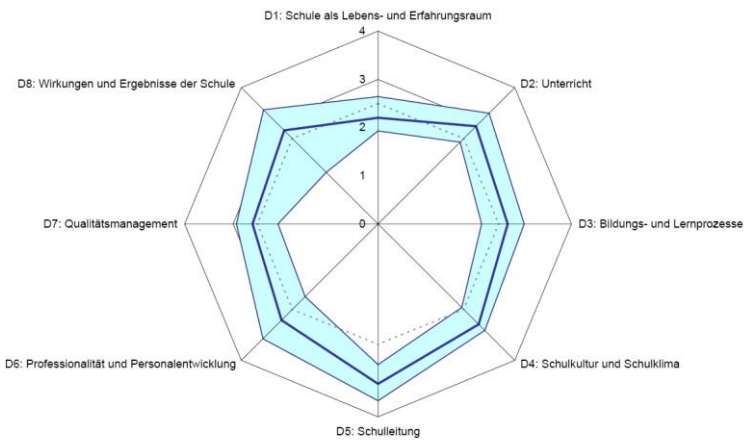 D1: Schule als Lebens- und Erfahrungsraum
4
D8: Wirkungen und Ergebnisse der Schule
3
D2: Unterricht
2
1
D7: Qualitätsmanagement
0
D3: Bildungs- und Lernprozesse
D6: Professionalität und Personalentwicklung
D4: Schulkultur und Schulklima
D5: Schulleitung